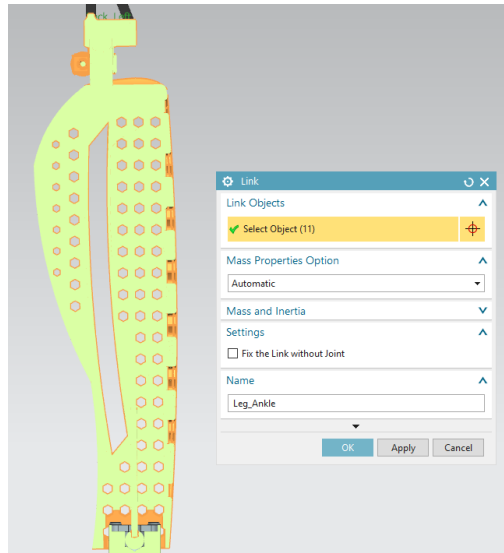 Link
Link Objects
Select Object (11)
Mass Properties Option
Automatic
Mass and Inertia
Settings
Fix the Link without Joint
Name
Leg_Ankle
OK Apply Cancel